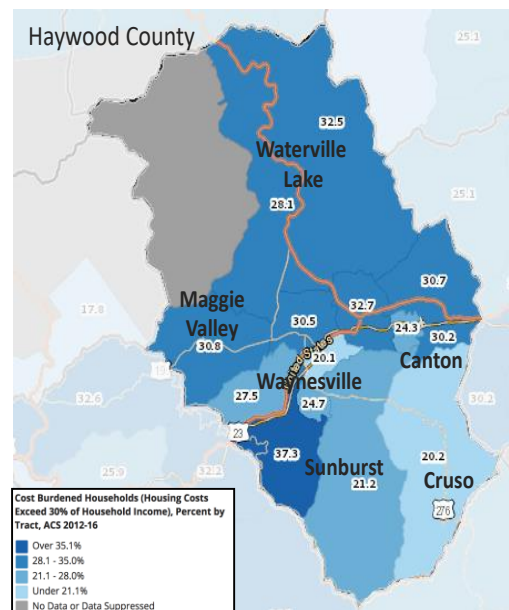 Haywood County
25.1
32.5
Waterville
Lake
25.1
28.1
30.7
17.8
Maggie
Valley
32.7
30.5
24.3
30.2
30.8
20.1
Canton
19
United States
Waynesville
32.6
27.5
24.7
30.2
23
37.3
20.2
32.2
Sunburst
Cruso
25.9
21.2
276
Cost Burdened Households (Housing Costs
Exceed 30% of Household Income), Percent by
Tract, ACS 2012-16
Over 35.1%
28.1 - 35.0%
21.1 - 28.0%
Under 21.1%
No Data or Data Suppressed